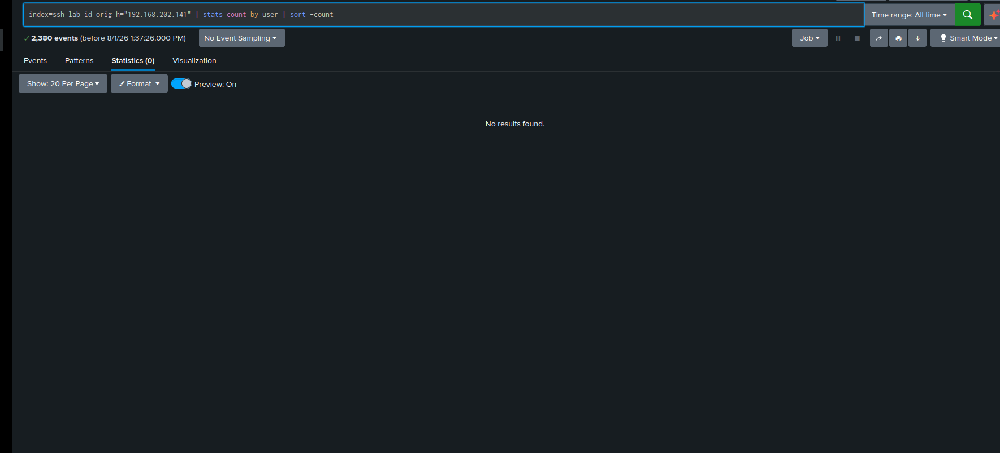 index=ssh_lab id_orig_h="192.168.202.141" | stats count by user | sort -count
Time range: All time
2,380 events (before 8/1/26 1:37:26.000 PM)
No Event Sampling
Job
Smart Mode
Events
Patterns
Statistics (0)
Visualization
Show: 20 Per Page
Format
Preview: On
No results found.